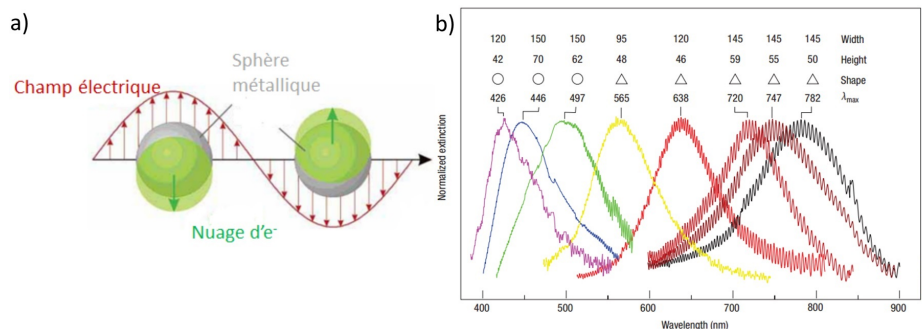 a)
Sphère
métallique
Champ électrique
Nuage d'e-
b)
120 150 150 95 120 145 145 145 Width
42 70 62 48 46 59 55 50 Height
Shape
426 446 497 565 638 720 747 782 λmax
Normalized extinction
400 500 600 700 800 900
Wavelength (nm)